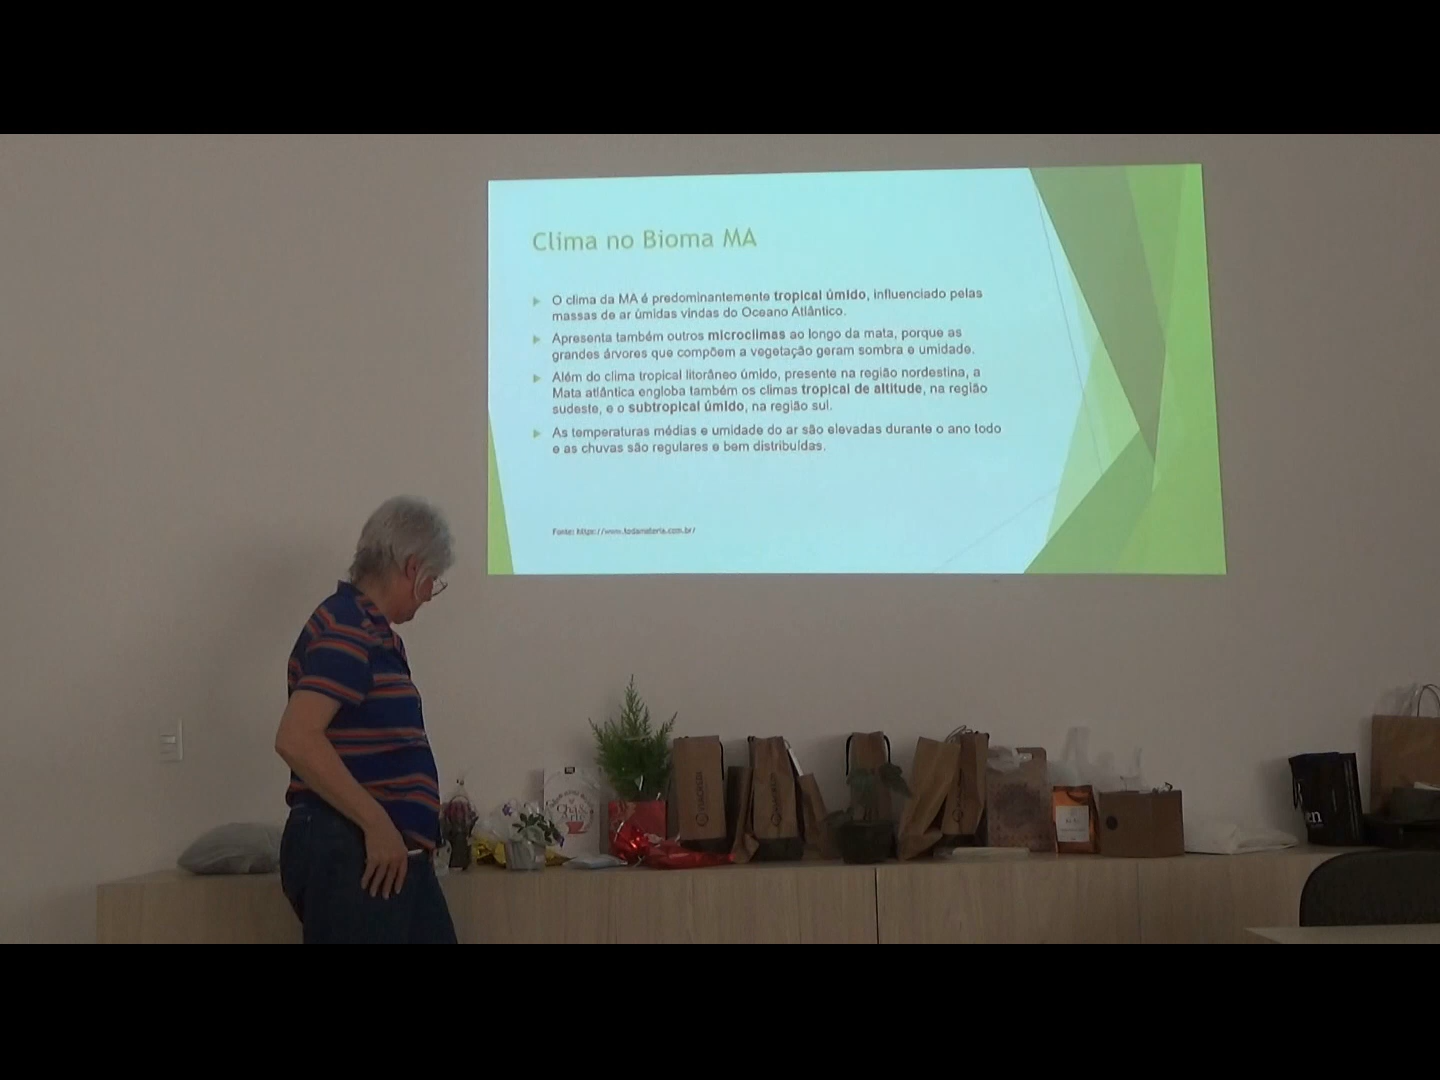 Clima no Bioma MA
O clima da MA é predominantemente tropical úmido, influenciado pelas
massas de ar úmidas vindas do Oceano Atlântico.
Apresenta também outros microclimas ao longo da mata, porque as
grandes árvores que compõem a vegetação geram sombra e umidade.
Além do clima tropical litorâneo úmido, presente na região nordestina, a
Mata atlântica engloba também os climas tropical de altitude, na região
sudeste, e o subtropical úmido, na região sul.
As temperaturas médias e umidade do ar são elevadas durante o ano todo
e as chuvas são regulares e bem distribuídas.
Fonte: https://www.todamateria.com.br/
Chá &
Arte